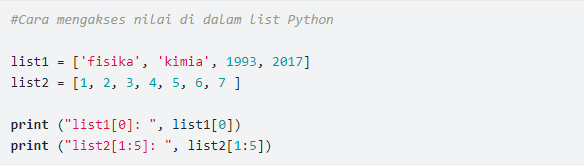 #Cara mengakses nilai di dalam list Python
list1 = ['fisika', 'kimia', 1993, 2017]
list2 = [1, 2, 3, 4, 5, 6, 7 ]
print ("list1[0]: ", list1[0])
print ("list2[1:5]: ", list2[1:5])